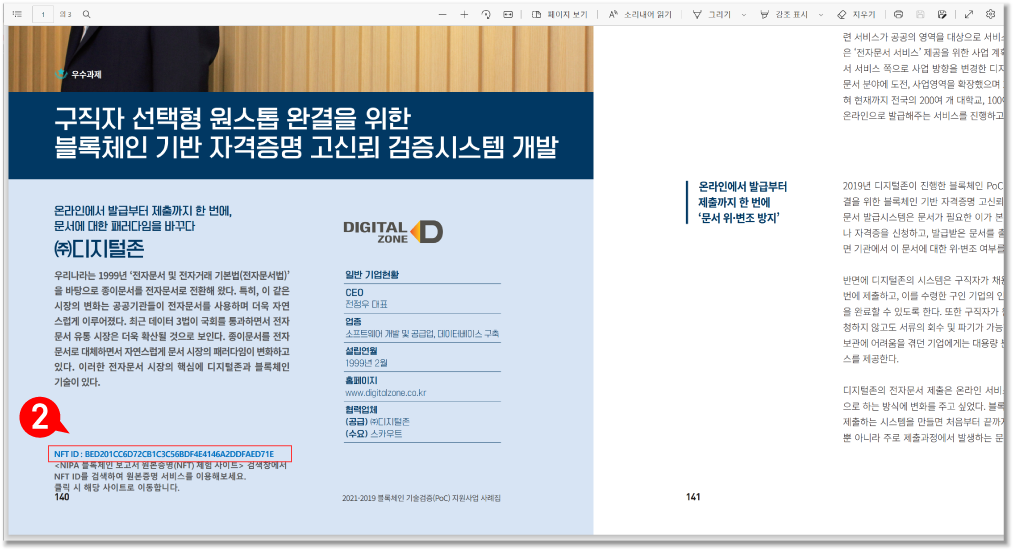 1 의 3 페이지 보기 소리내어 읽기 그리기 강조 표시 지우기
우수과제
구직자 선택형 원스톱 완결을 위한
블록체인 기반 자격증명 고신뢰 검증시스템 개발
온라인에서 발급부터 제출까지 한 번에,
문서에 대한 패러다임을 바꾸다
㈜디지털존
우리나라는 1999년 ‘전자문서 및 전자거래 기본법(전자문서법)’
을 바탕으로 종이문서를 전자문서로 전환해 왔다. 특히, 이 같은
시장의 변화는 공공기관들이 전자문서를 사용하며 더욱 자연
스럽게 이루어졌다. 최근 데이터 3법이 국회를 통과하면서 전자
문서 유통 시장은 더욱 확산될 것으로 보인다. 종이문서를 전자
문서로 대체하면서 자연스럽게 문서 시장의 패러다임이 변화하고
있다. 이러한 전자문서 시장의 핵심에 디지털존과 블록체인
기술이 있다.
2
NFT ID : BED201CC6D72CB1C3C56BDF4E4146A2DDFAED71E
<NIPA 블록체인 보고서 원본증명(NFT) 체험 사이트> 검색창에서
NFT ID를 검색하여 원본증명 서비스를 이용해보세요.
클릭 시 해당 사이트로 이동합니다.
140
DIGITAL
ZONE
일반 기업현황
CEO
전정우 대표
업종
소프트웨어 개발 및 공급업, 데이터베이스 구축
설립연월
1999년 2월
홈페이지
www.digitalzone.co.kr
협력업체
(공급) ㈜디지털존
(수요) 스카우트
2021-2019 블록체인 기술검증(PoC) 지원사업 사례집
온라인에서 발급부터
제출까지 한 번에
‘문서 위·변조 방지’
141
련 서비스가 공공의 영역을 대상으로 서비
은 ‘전자문서 서비스’ 제공을 위한 사업 계
서 서비스 쪽으로 사업 방향을 변경한 디지
문서 분야에 도전, 사업영역을 확장했으며
혀 현재까지 전국의 200여 개 대학교, 100
온라인으로 발급해주는 서비스를 진행하고
2019년 디지털존이 진행한 블록체인 PoC
결을 위한 블록체인 기반 자격증명 고신뢰
문서 발급시스템은 문서가 필요한 이가 본
나 자격증을 신청하고, 발급받은 문서를 출
면 기관에서 이 문서에 대한 위·변조 여부를
반면에 디지털존의 시스템은 구직자가 채용
번에 제출하고, 이를 수령한 구인 기업의 인
을 완료할 수 있도록 한다. 또한 구직자가
청하지 않고도 서류의 회수 및 파기가 가능
보관에 어려움을 겪던 기업에게는 대용량
스를 제공한다.
디지털존의 전자문서 제출은 온라인 서비
으로 하는 방식에 변화를 주고 싶었다. 블록
제출하는 시스템을 만들면 처음부터 끝까지
뿐 아니라 주로 제출과정에서 발생하는 문